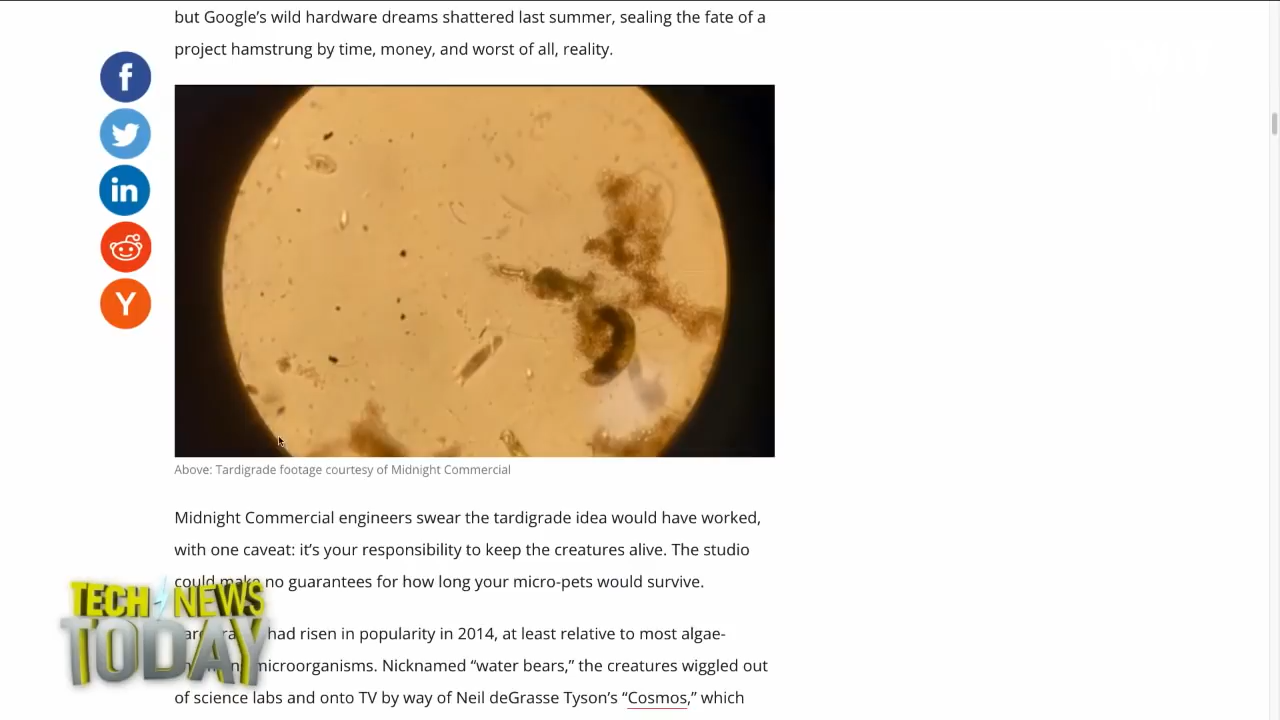 but Google’s wild hardware dreams shattered last summer, sealing the fate of a
project hamstrung by time, money, and worst of all, reality.
f
in
Y
Above: Tardigrade footage courtesy of Midnight Commercial
Midnight Commercial engineers swear the tardigrade idea would have worked,
with one caveat: it’s your responsibility to keep the creatures alive. The studio
could make no guarantees for how long your micro-pets would survive.
had risen in popularity in 2014, at least relative to most algae-
microorganisms. Nicknamed “water bears,” the creatures wiggled out
of science labs and onto TV by way of Neil deGrasse Tyson’s “Cosmos,” which
TECH NEWS
TODAY